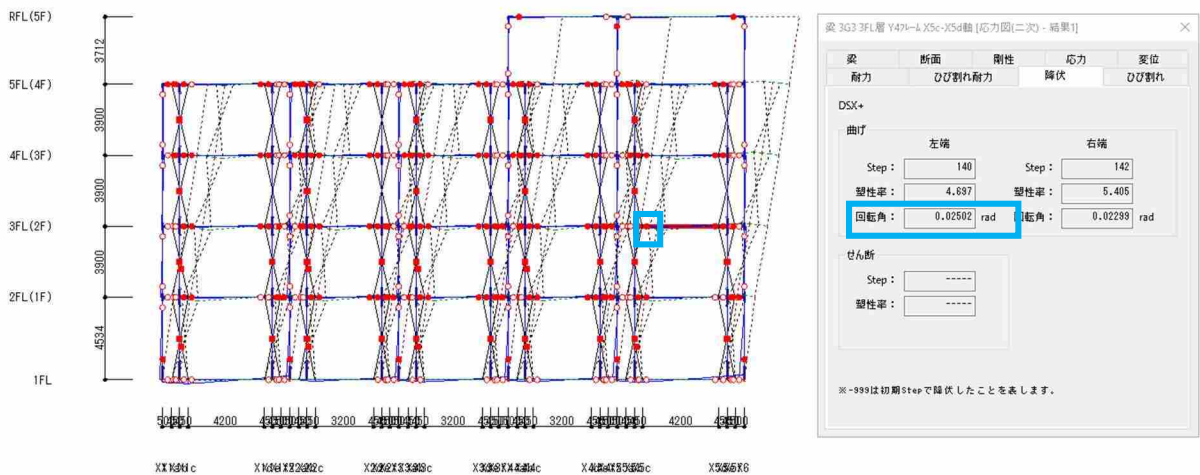 RFL(5F)
3712
5FL(4F)
3900
4FL(3F)
3900
3FL(2F)
3900
2FL(1F)
4534
1FL
4200
3200
3200
4200
梁 3G3 3FL層 Y4フレーム X5c-X5d軸 [応力図(二次) - 結果1]
梁 断面 剛性 応力 変位
耐力 ひび割れ耐力 降伏 ひび割れ
DSX+
曲げ
左端 右端
Step: 140 Step: 142
塑性率: 4.697 塑性率: 5.405
回転角: 0.02502 rad 回転角: 0.02299 rad
せん断
Step: -----
塑性率: -----
※-999は初期Stepで降伏したことを表します。